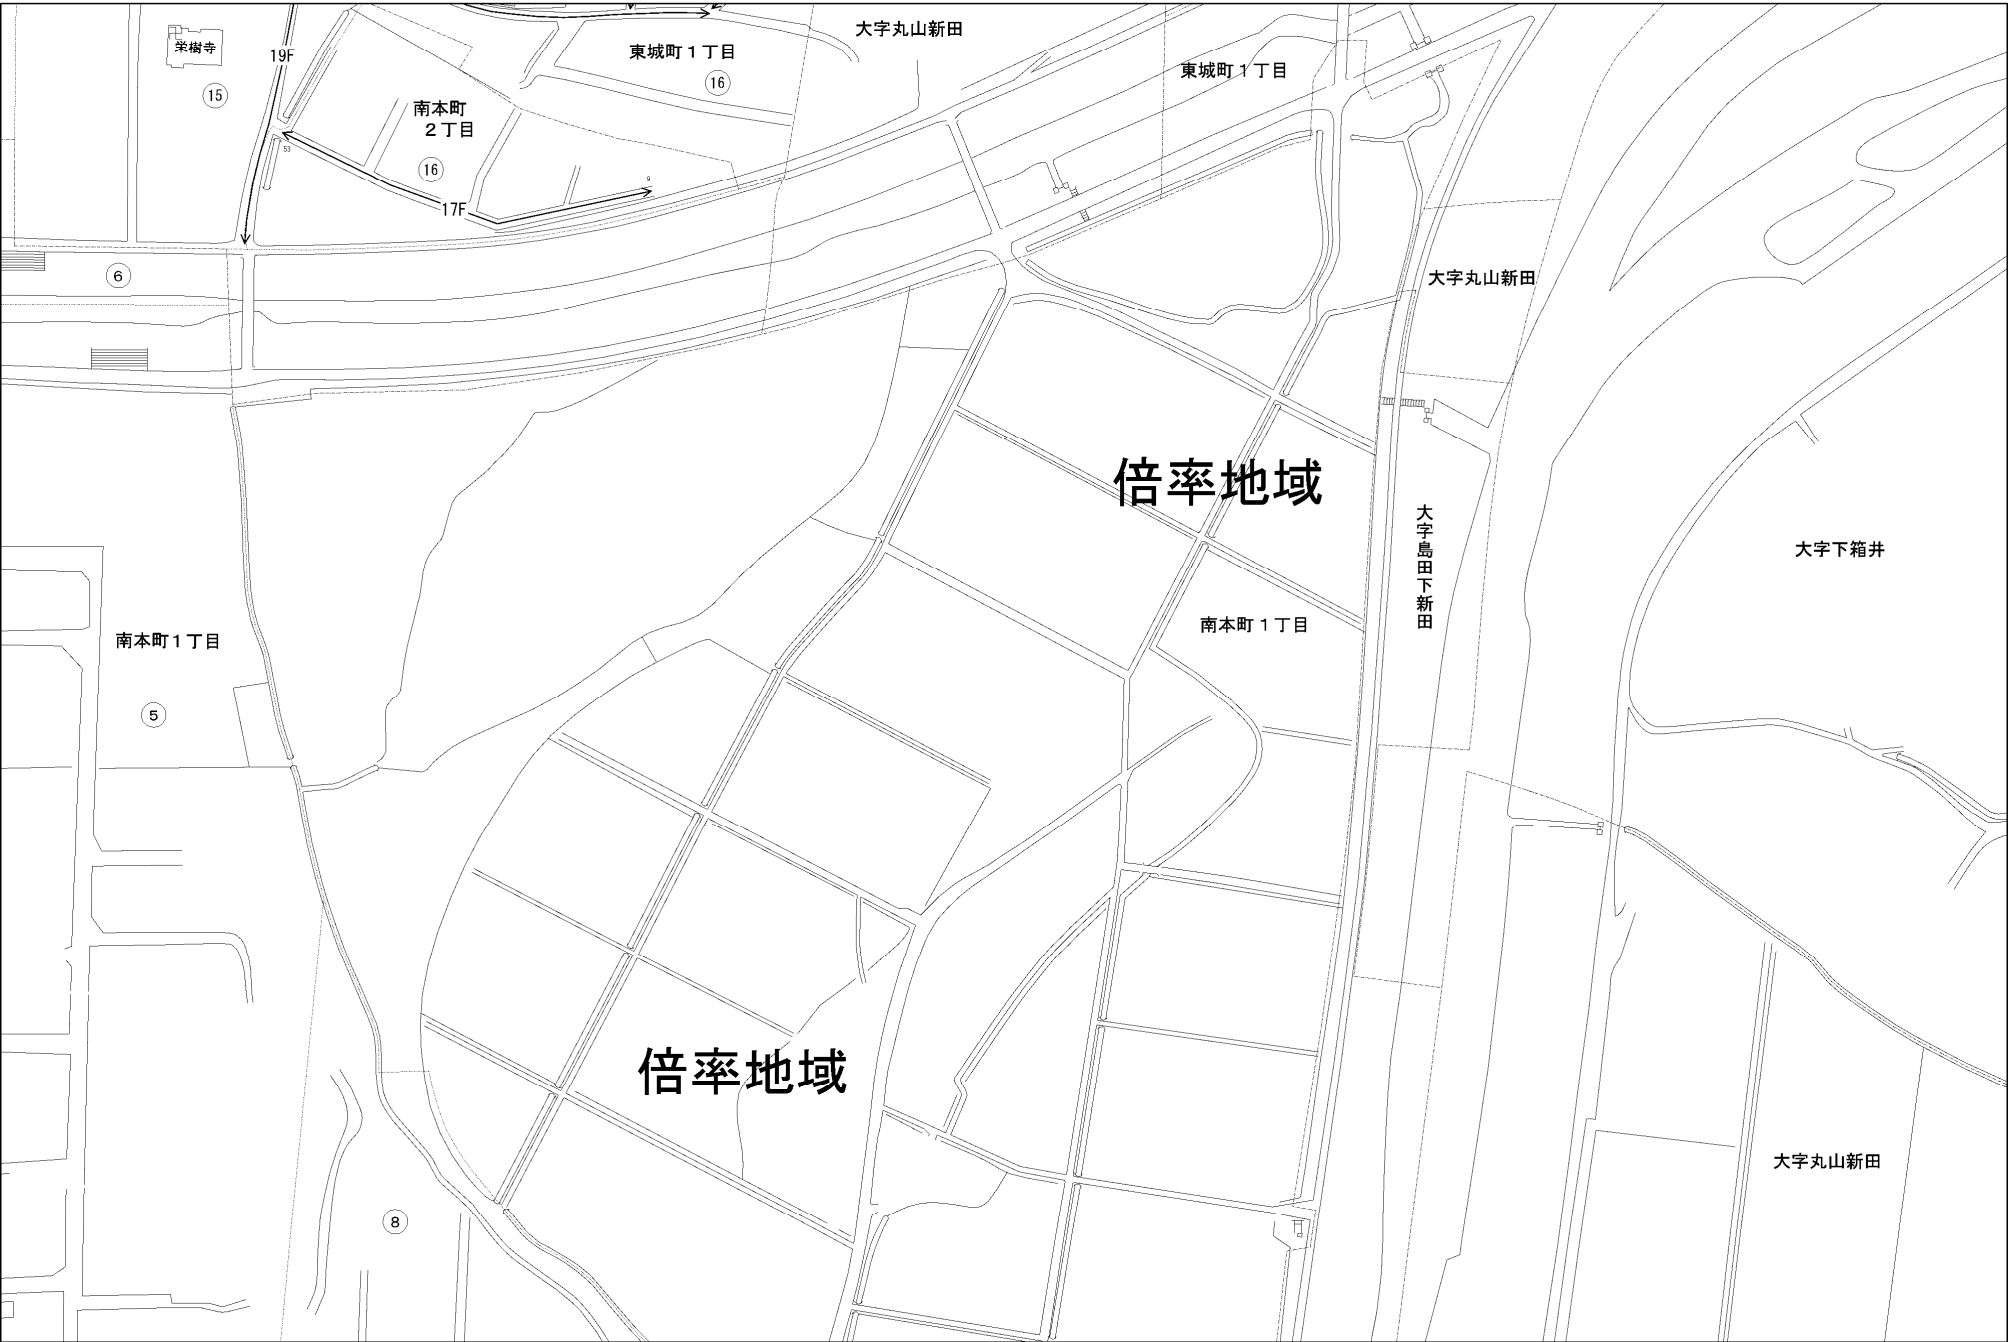 大字丸山新田
栄樹寺
19F
東城町1丁目
東城町1丁目
16
15
南本町
2丁目
53
16
9
17F
6
大字丸山新田
倍率地域
大字島田下新田
大字下箱井
南本町1丁目
南本町1丁目
5
倍率地域
大字丸山新田
8